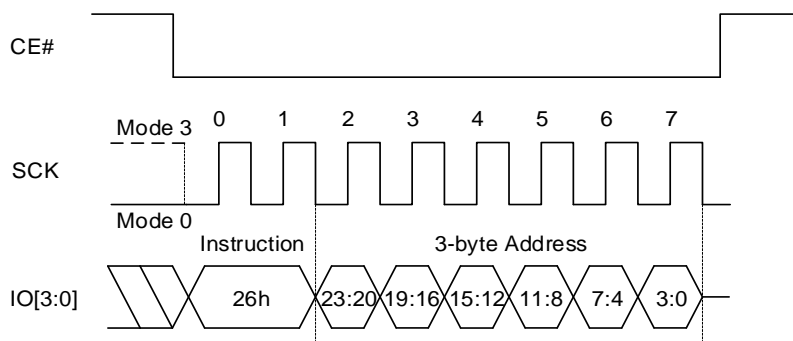 CE#
0 1 2 3 4 5 6 7
Mode 3
SCK
Mode 0
Instruction 3-byte Address
IO[3:0] 26h 23:20 19:16 15:12 11:8 7:4 3:0